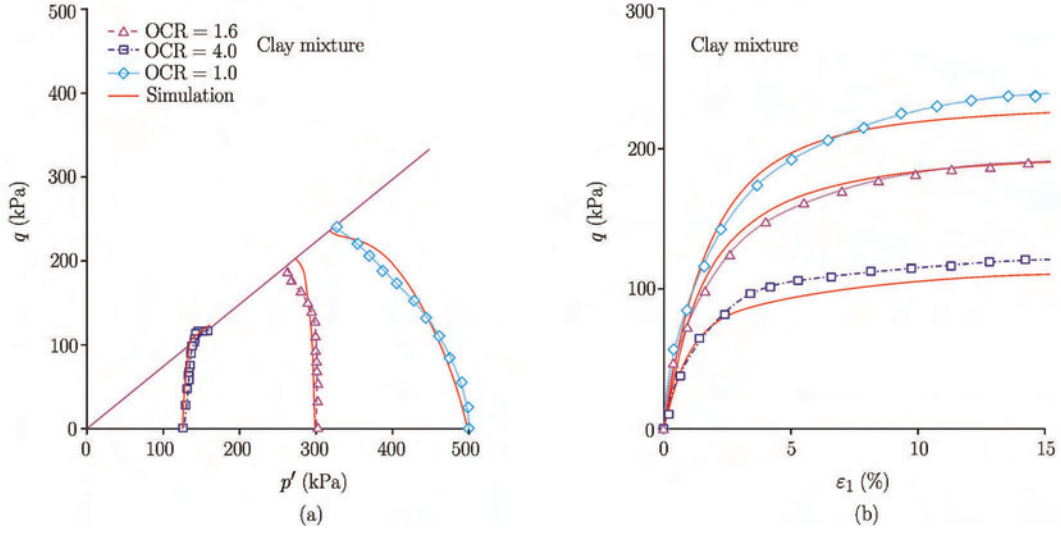 500
400
300
200
100
0
q (kPa)
OCR = 1.6
OCR = 4.0
OCR = 1.0
Simulation
Clay mixture
0
100
200
300
400
500
p′ (kPa)
(a)
300
200
100
0
q (kPa)
Clay mixture
0
5
10
15
ε₁ (%)
(b)